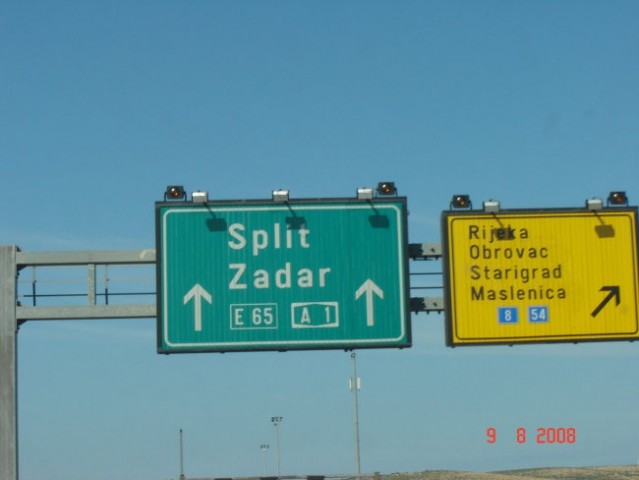 Split
Zadar
E 65 A 1
Rijeka
Obrovac
Starigrad
Maslenica
8 54
9 8 2008